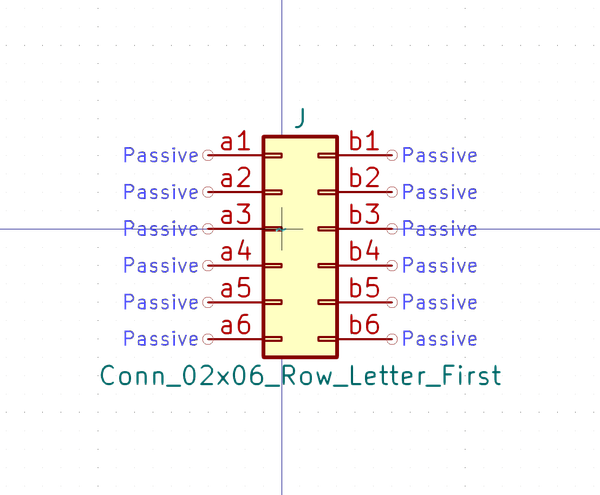 J
Passive a1 b1 Passive
Passive a2 b2 Passive
Passive a3 b3 Passive
Passive a4 b4 Passive
Passive a5 b5 Passive
Passive a6 b6 Passive
Conn_02x06_Row_Letter_First